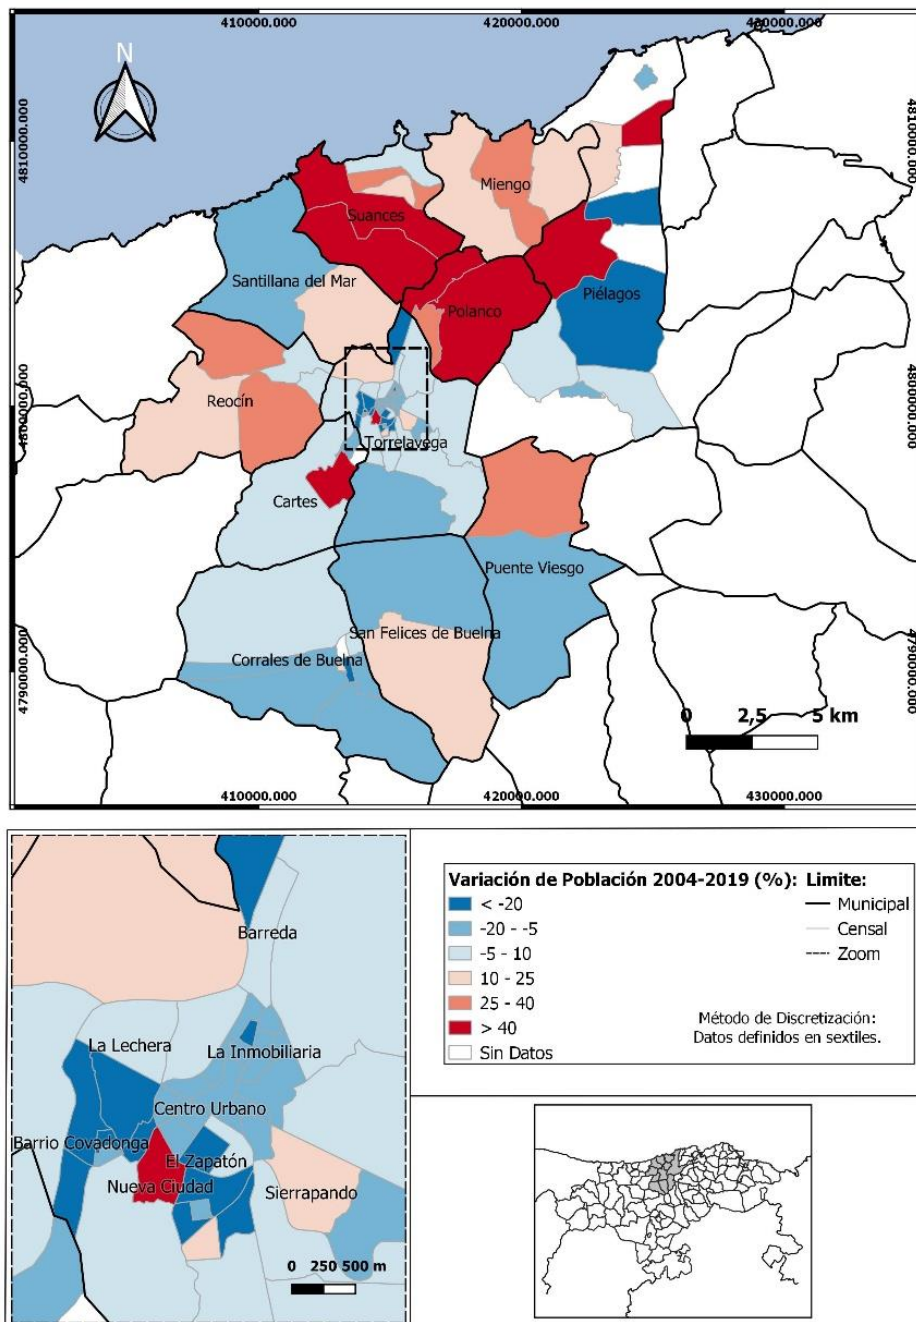 410000.000 420000.000 430000.000
N
4810000.000 4810000.000
Miengo
Suances
Santillana del Mar
Piélagos
Polanco
4800000.000 4800000.000
Reocín
Torrelavega
Cartes
Puente Viesgo
San Felices de Buelna
Corrales de Buelna
4790000.000 4790000.000
0 2,5 5 km
410000.000 420000.000 430000.000
Barreda
La Lechera
La Inmobiliaria
Centro Urbano
Barrio Covadonga
El Zapatón
Nueva Ciudad
Sierrapando
0 250 500 m
Variación de Población 2004-2019 (%): Limite:
< -20 Municipal
-20 - -5 Censal
-5 - 10 Zoom
10 - 25
25 - 40
> 40
Sin Datos
Método de Discretización:
Datos definidos en sextiles.